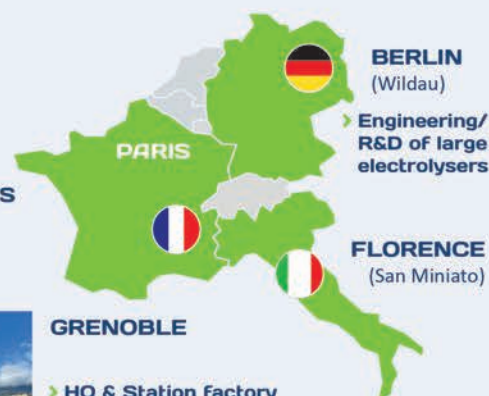 BERLIN
(Wildau)
› Engineering/
R&D of large
electrolysers
PARIS
S
FLORENCE
(San Miniato)
GRENOBLE
› HQ & Station factory